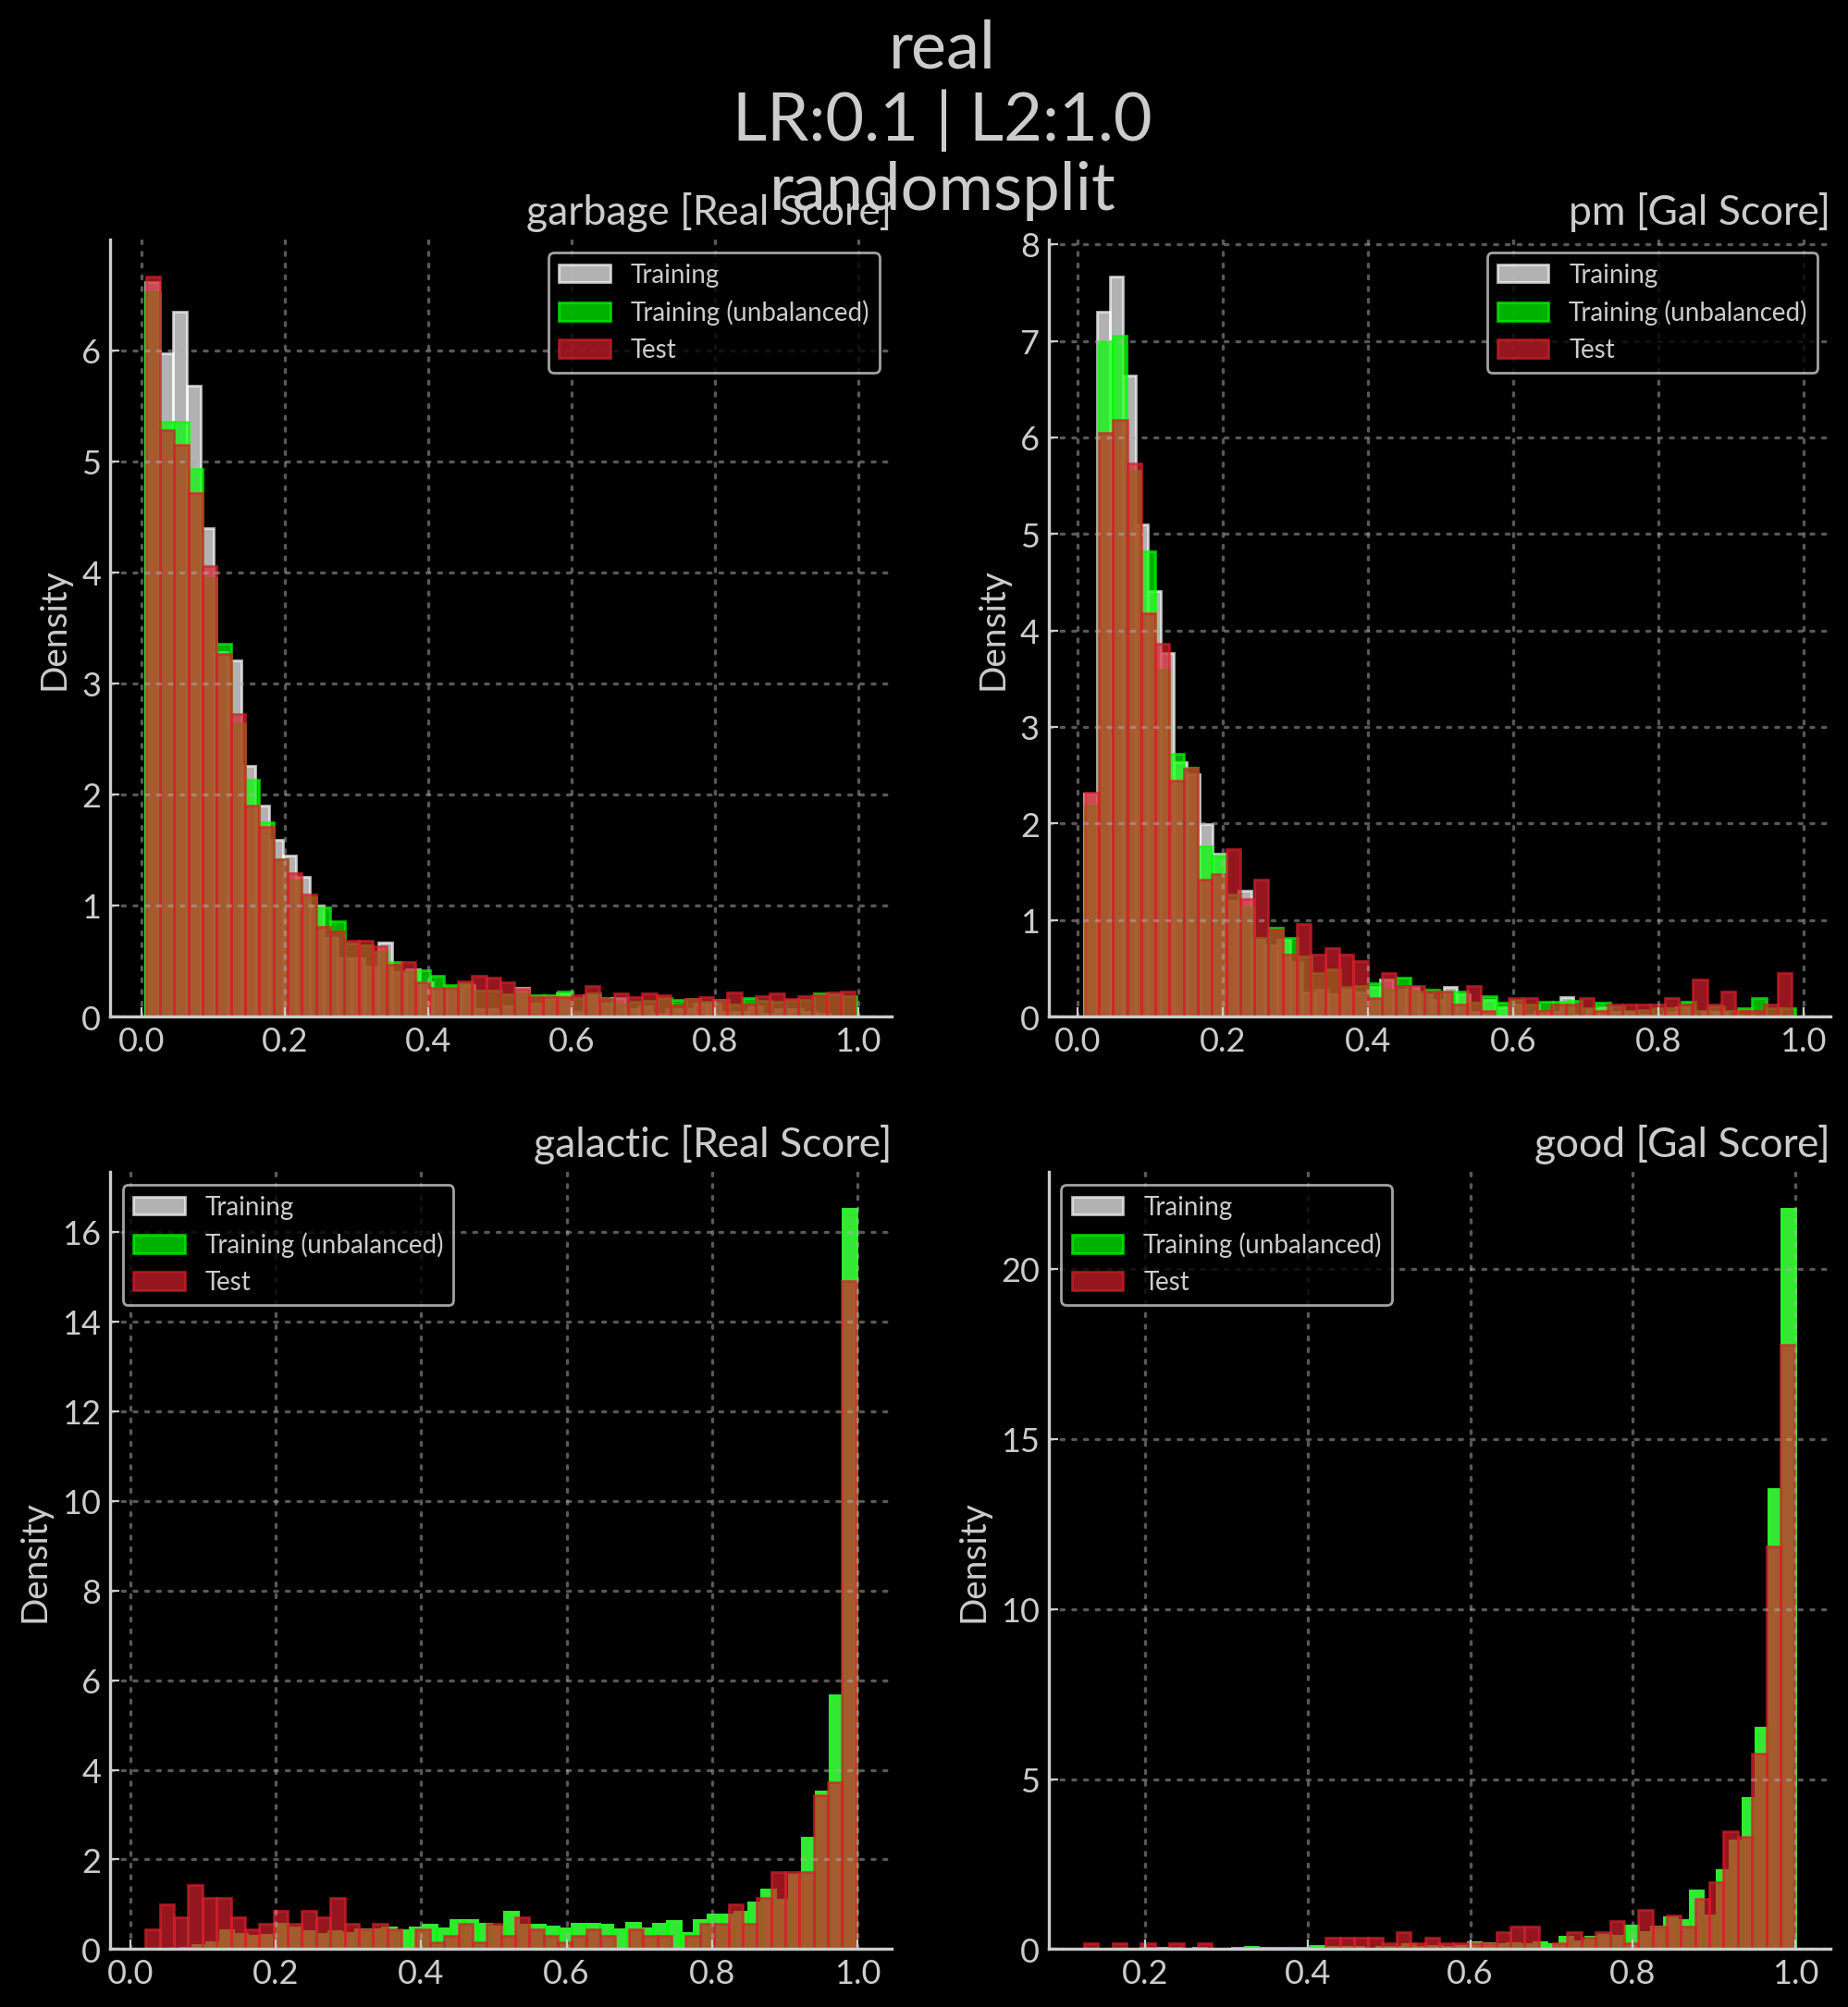 real
LR:0.1 | L2:1.0
randomsplit
garbage [Real Score]
Training
Training (unbalanced)
Test
Density
6
5
4
3
2
1
0
0.0 0.2 0.4 0.6 0.8 1.0
pm [Gal Score]
Training
Training (unbalanced)
Test
Density
8
7
6
5
4
3
2
1
0
0.0 0.2 0.4 0.6 0.8 1.0
galactic [Real Score]
Training
Training (unbalanced)
Test
Density
16
14
12
10
8
6
4
2
0
0.0 0.2 0.4 0.6 0.8 1.0
good [Gal Score]
Training
Training (unbalanced)
Test
Density
20
15
10
5
0
0.2 0.4 0.6 0.8 1.0